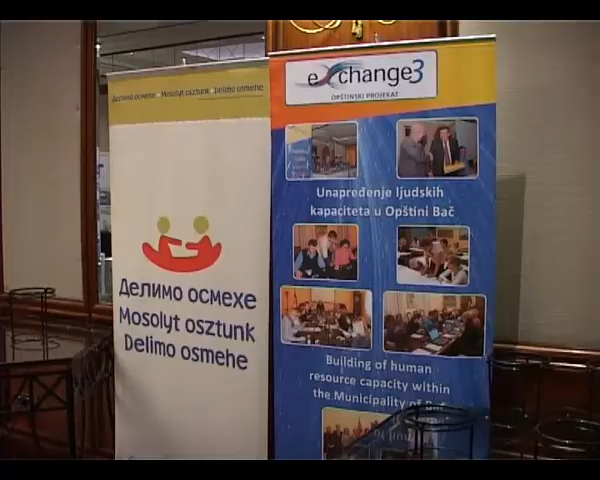 Делимо осмехе • Mosolyt osztunk • Delimo osmehe
Делимо осмехе
Mosolyt osztunk
Delimo osmehe
eXchange3
OPŠTINSKI PROJEKAT
Unapređenje ljudskih
kapaciteta u Opštini Bač
Building of human
resource capacity within
the Municipality of